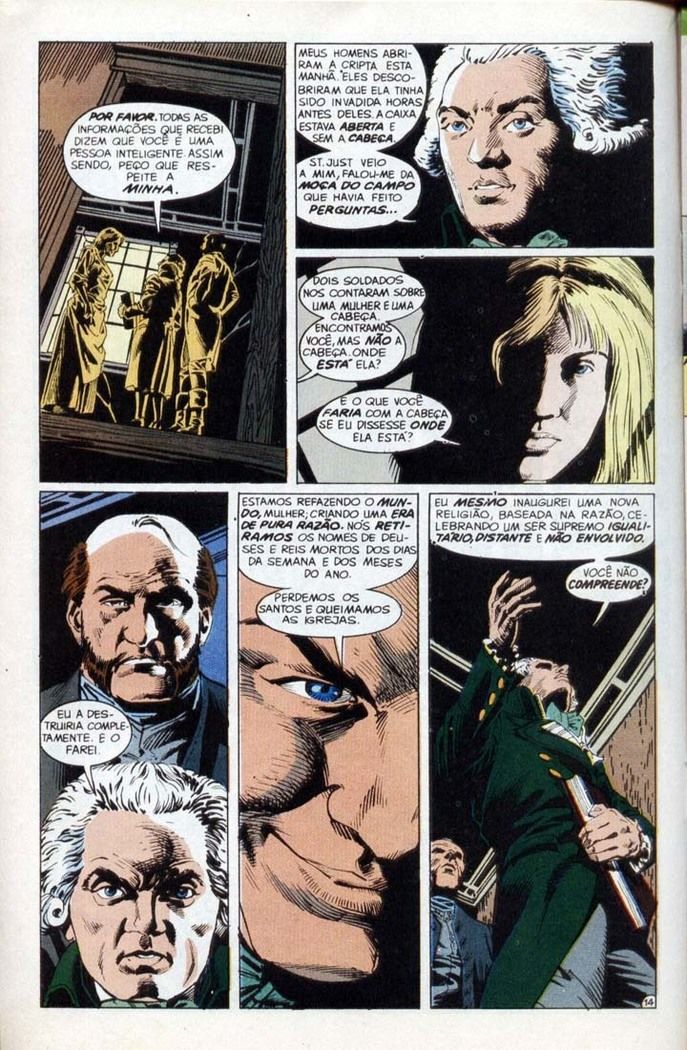 POR FAVOR. TODAS AS
INFORMAÇÕES QUE RECEBI
DIZEM QUE VOCÊ É UMA
PESSOA INTELIGENTE. ASSIM
SENDO, PEÇO QUE RES-
PEITE A
MINHA.
MEUS HOMENS ABRI-
RAM A CRIPTA ESTA
MANHÃ. ELES DESCO-
BRIRAM QUE ELA TINHA
SIDO INVADIDA HORAS
ANTES DELES. A CAIXA
ESTAVA ABERTA E
SEM A CABEÇA.
ST. JUST VEIO
A MIM, FALOU-ME DA
MOÇA DO CAMPO
QUE HAVIA FEITO
PERGUNTAS...
DOIS SOLDADOS
NOS CONTARAM SOBRE
UMA MULHER E UMA
CABEÇA.
ENCONTRAMOS
VOCÊ, MAS NÃO A
CABEÇA. ONDE
ESTÁ ELA?
E O QUE VOCÊ
FARIA COM A CABEÇA
SE EU DISSESSE ONDE
ELA ESTÁ?
EU A DES-
TRUIRIA COMPLE-
TAMENTE. E O
FAREI.
ESTAMOS REFAZENDO O MUN-
DO, MULHER; CRIANDO UMA ERA
DE PURA RAZÃO. NÓS RETI-
RAMOS OS NOMES DE DEU-
SES E REIS MORTOS DOS DIAS
DA SEMANA E DOS MESES
DO ANO.
PERDEMOS OS
SANTOS E QUEIMAMOS
AS IGREJAS.
EU MESMO INAUGUREI UMA NOVA
RELIGIÃO, BASEADA NA RAZÃO, CE-
LEBRANDO UM SER SUPREMO IGUALI-
TÁRIO, DISTANTE E NÃO ENVOLVIDO.
VOCÊ NÃO
COMPREENDE?
14